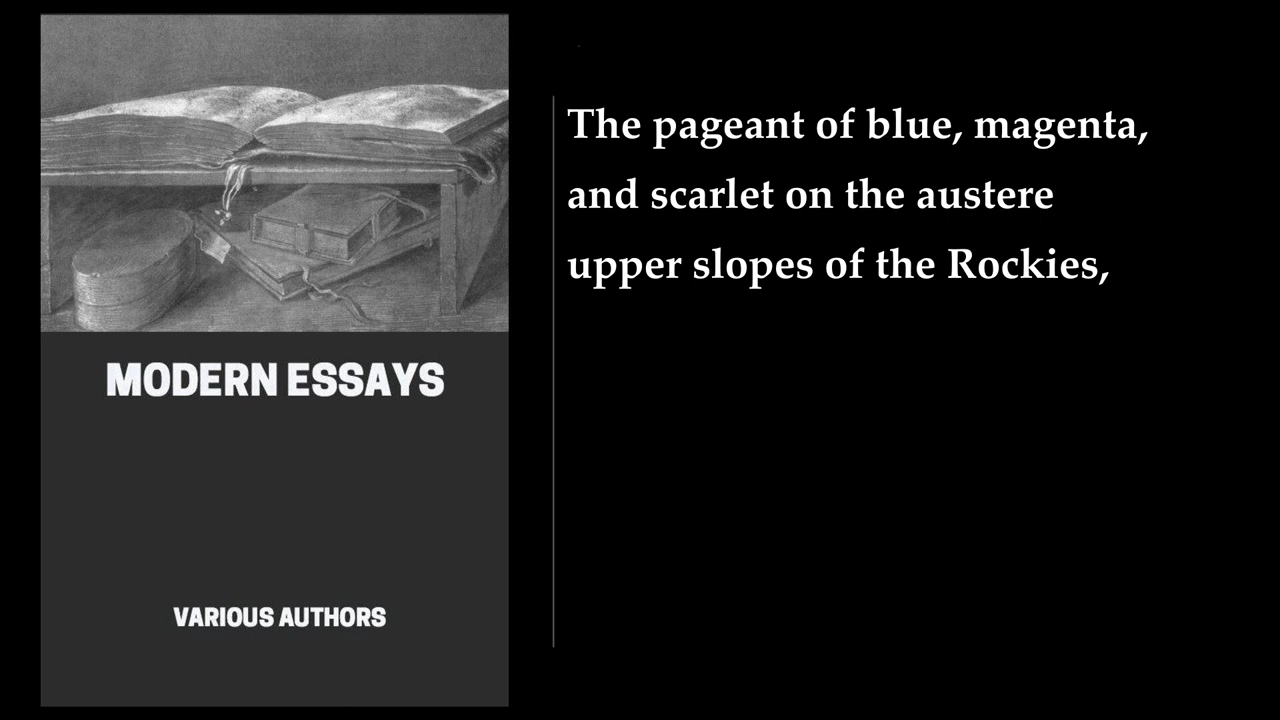 MODERN ESSAYS
VARIOUS AUTHORS
The pageant of blue, magenta,
and scarlet on the austere
upper slopes of the Rockies,